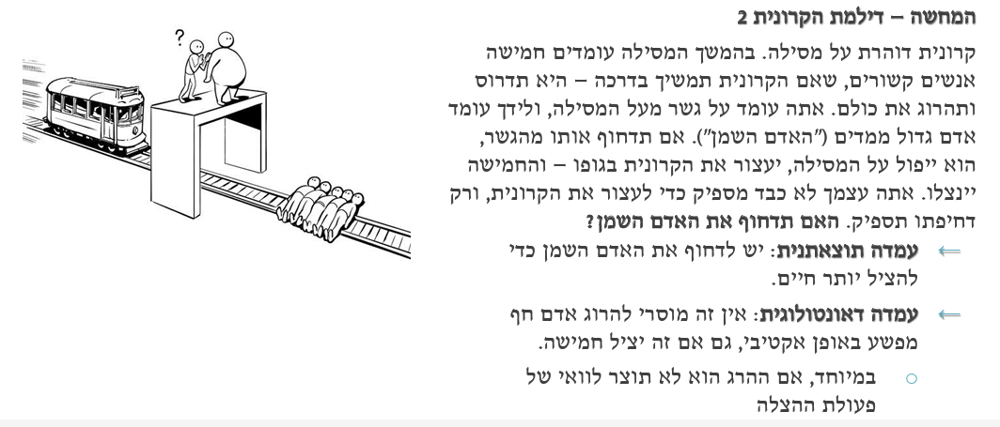 המחשה – דילמת הקרונית 2
קרונית דוהרת על מסילה. בהמשך המסילה עומדים חמישה
אנשים קשורים, שאם הקרונית תמשיך בדרכה – היא תדרוס
ותהרוג את כולם. אתה עומד על גשר מעל המסילה, ולידך עומד
אדם גדול ממדים ("האדם השמן"). אם תדחוף אותו מהגשר,
הוא ייפול על המסילה, יעצור את הקרונית בגופו – והחמישה
יינצלו. אתה עצמך לא כבד מספיק כדי לעצור את הקרונית, ורק
דחיפתו תספיק. האם תדחוף את האדם השמן?
⇐ עמדה תוצאתנית: יש לדחוף את האדם השמן כדי
להציל יותר חיים.
⇐ עמדה דאונטולוגית: אין זה מוסרי להרוג אדם חף
מפשע באופן אקטיבי, גם אם זה יציל חמישה.
○ במיוחד, אם ההרג הוא לא תוצר לוואי של
פעולת ההצלה
?